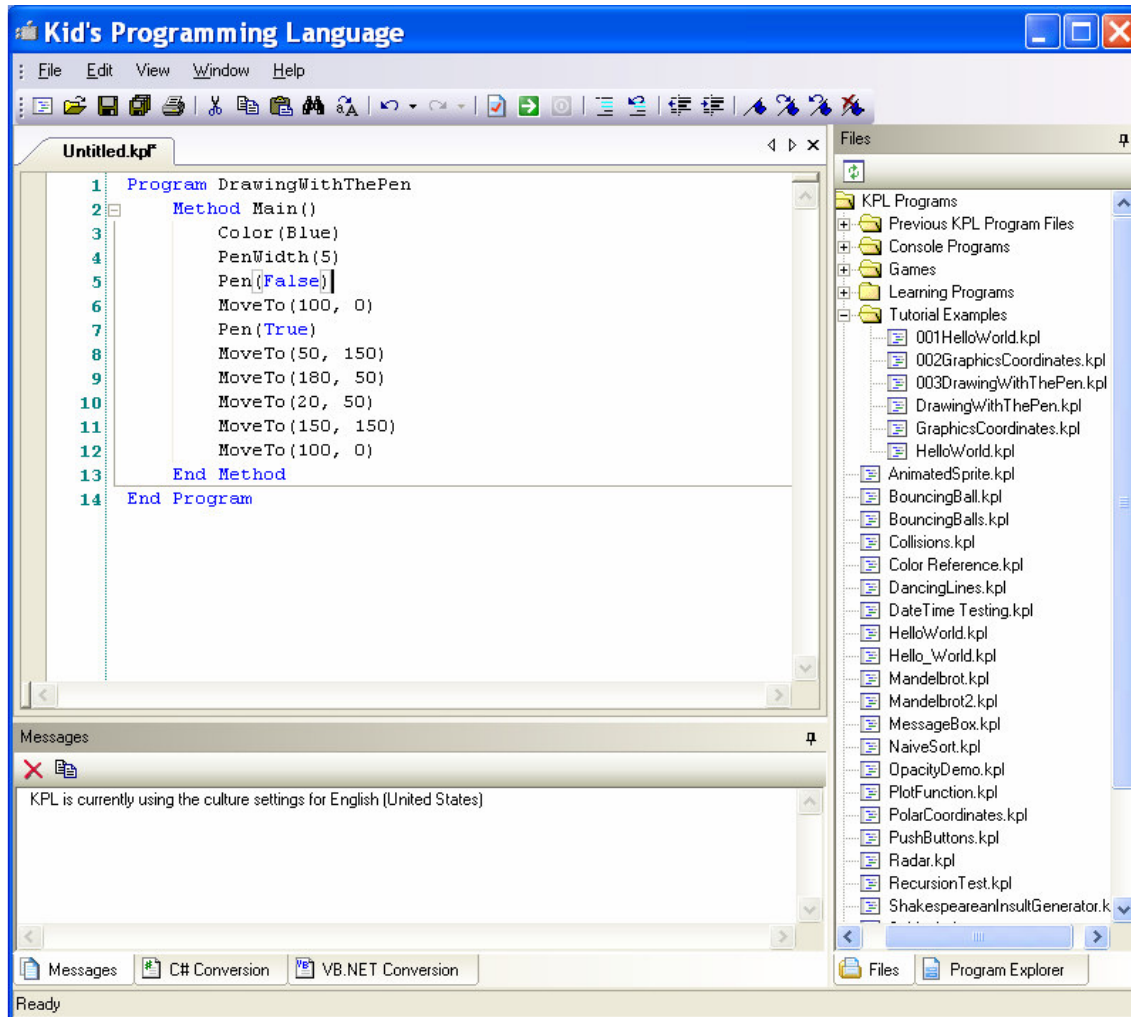 Kid's Programming Language
File Edit View Window Help
Untitled.kpl*
1 Program DrawingWithThePen
2 Method Main()
3 Color(Blue)
4 PenWidth(5)
5 Pen(False)
6 MoveTo(100, 0)
7 Pen(True)
8 MoveTo(50, 150)
9 MoveTo(180, 50)
10 MoveTo(20, 50)
11 MoveTo(150, 150)
12 MoveTo(100, 0)
13 End Method
14 End Program
Messages
KPL is currently using the culture settings for English (United States)
Messages C# Conversion VB.NET Conversion
Ready
Files
KPL Programs
Previous KPL Program Files
Console Programs
Games
Learning Programs
Tutorial Examples
001HelloWorld.kpl
002GraphicsCoordinates.kpl
003DrawingWithThePen.kpl
DrawingWithThePen.kpl
GraphicsCoordinates.kpl
HelloWorld.kpl
AnimatedSprite.kpl
BouncingBall.kpl
BouncingBalls.kpl
Collisions.kpl
Color Reference.kpl
DancingLines.kpl
DateTime Testing.kpl
HelloWorld.kpl
Hello_World.kpl
Mandelbrot.kpl
Mandelbrot2.kpl
MessageBox.kpl
NaiveSort.kpl
OpacityDemo.kpl
PlotFunction.kpl
PolarCoordinates.kpl
PushButtons.kpl
Radar.kpl
RecursionTest.kpl
ShakespeareanInsultGenerator.k
Files Program Explorer